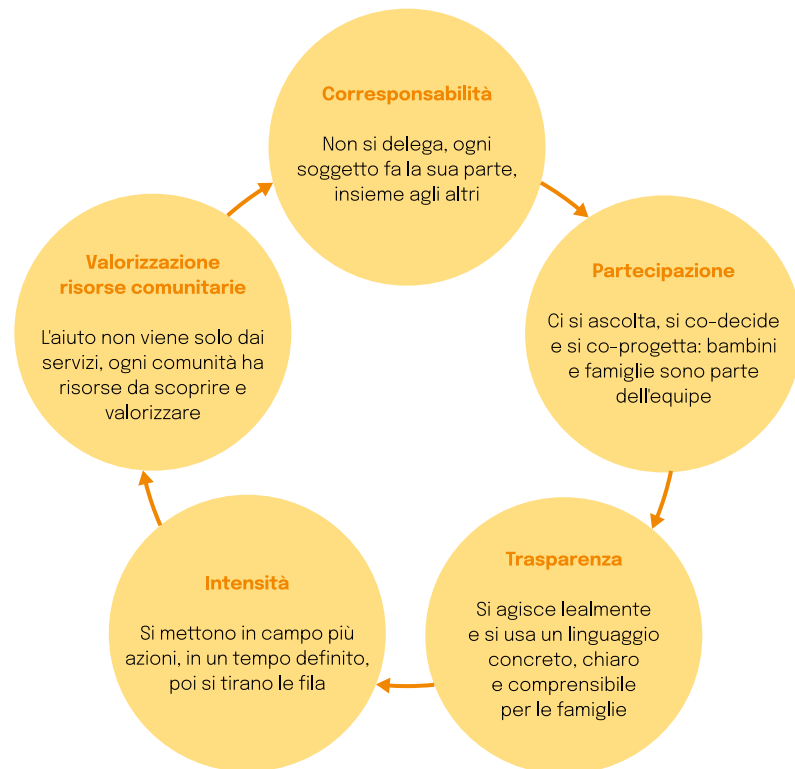 Corresponsabilità
Non si delega, ogni
soggetto fa la sua parte,
insieme agli altri
Partecipazione
Ci si ascolta, si co-decide
e si co-progetta: bambini
e famiglie sono parte
dell'equipe
Trasparenza
Si agisce lealmente
e si usa un linguaggio
concreto, chiaro
e comprensibile
per le famiglie
Intensità
Si mettono in campo più
azioni, in un tempo definito,
poi si tirano le fila
Valorizzazione
risorse comunitarie
L'aiuto non viene solo dai
servizi, ogni comunità ha
risorse da scoprire e
valorizzare